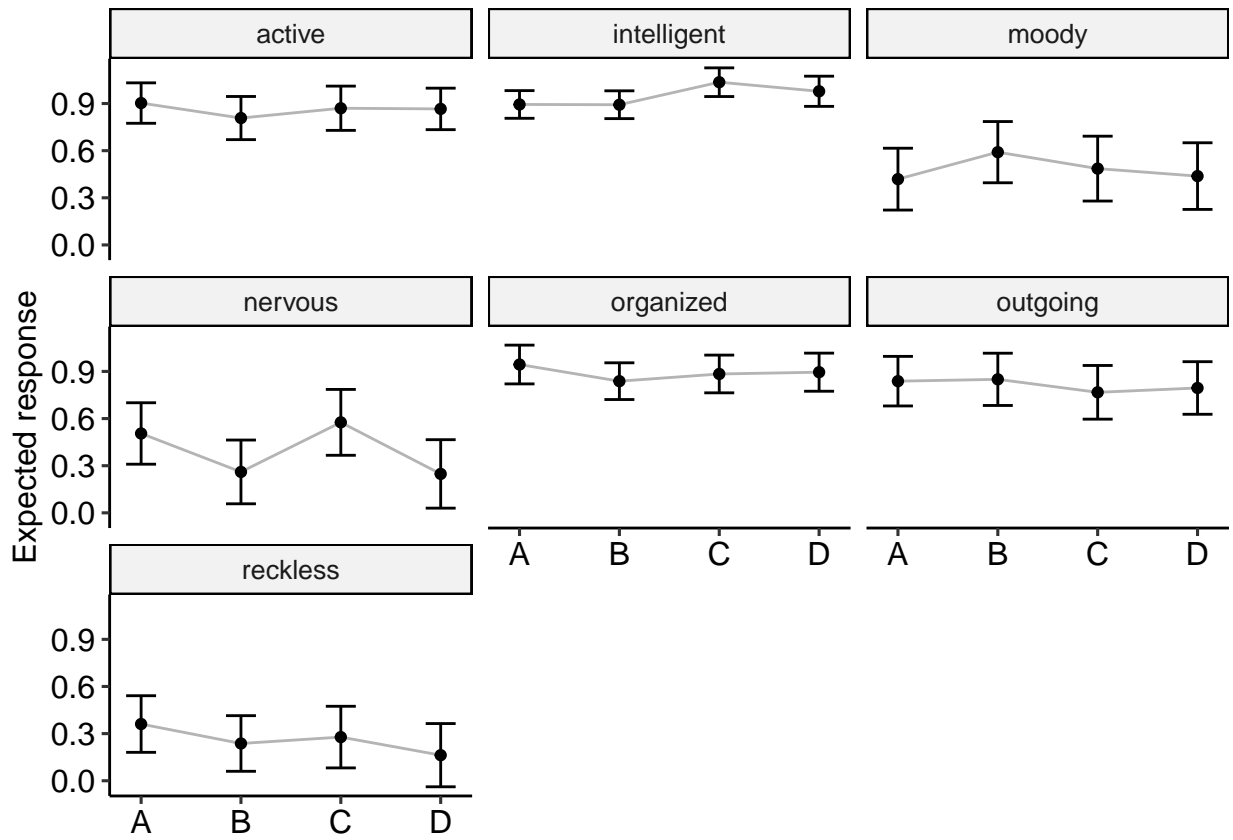 active
intelligent
moody
0.9
0.6
0.3
0.0
nervous
organized
outgoing
0.9
0.6
0.3
0.0
Expected response
A B C D
A B C D
reckless
0.9
0.6
0.3
0.0
A B C D